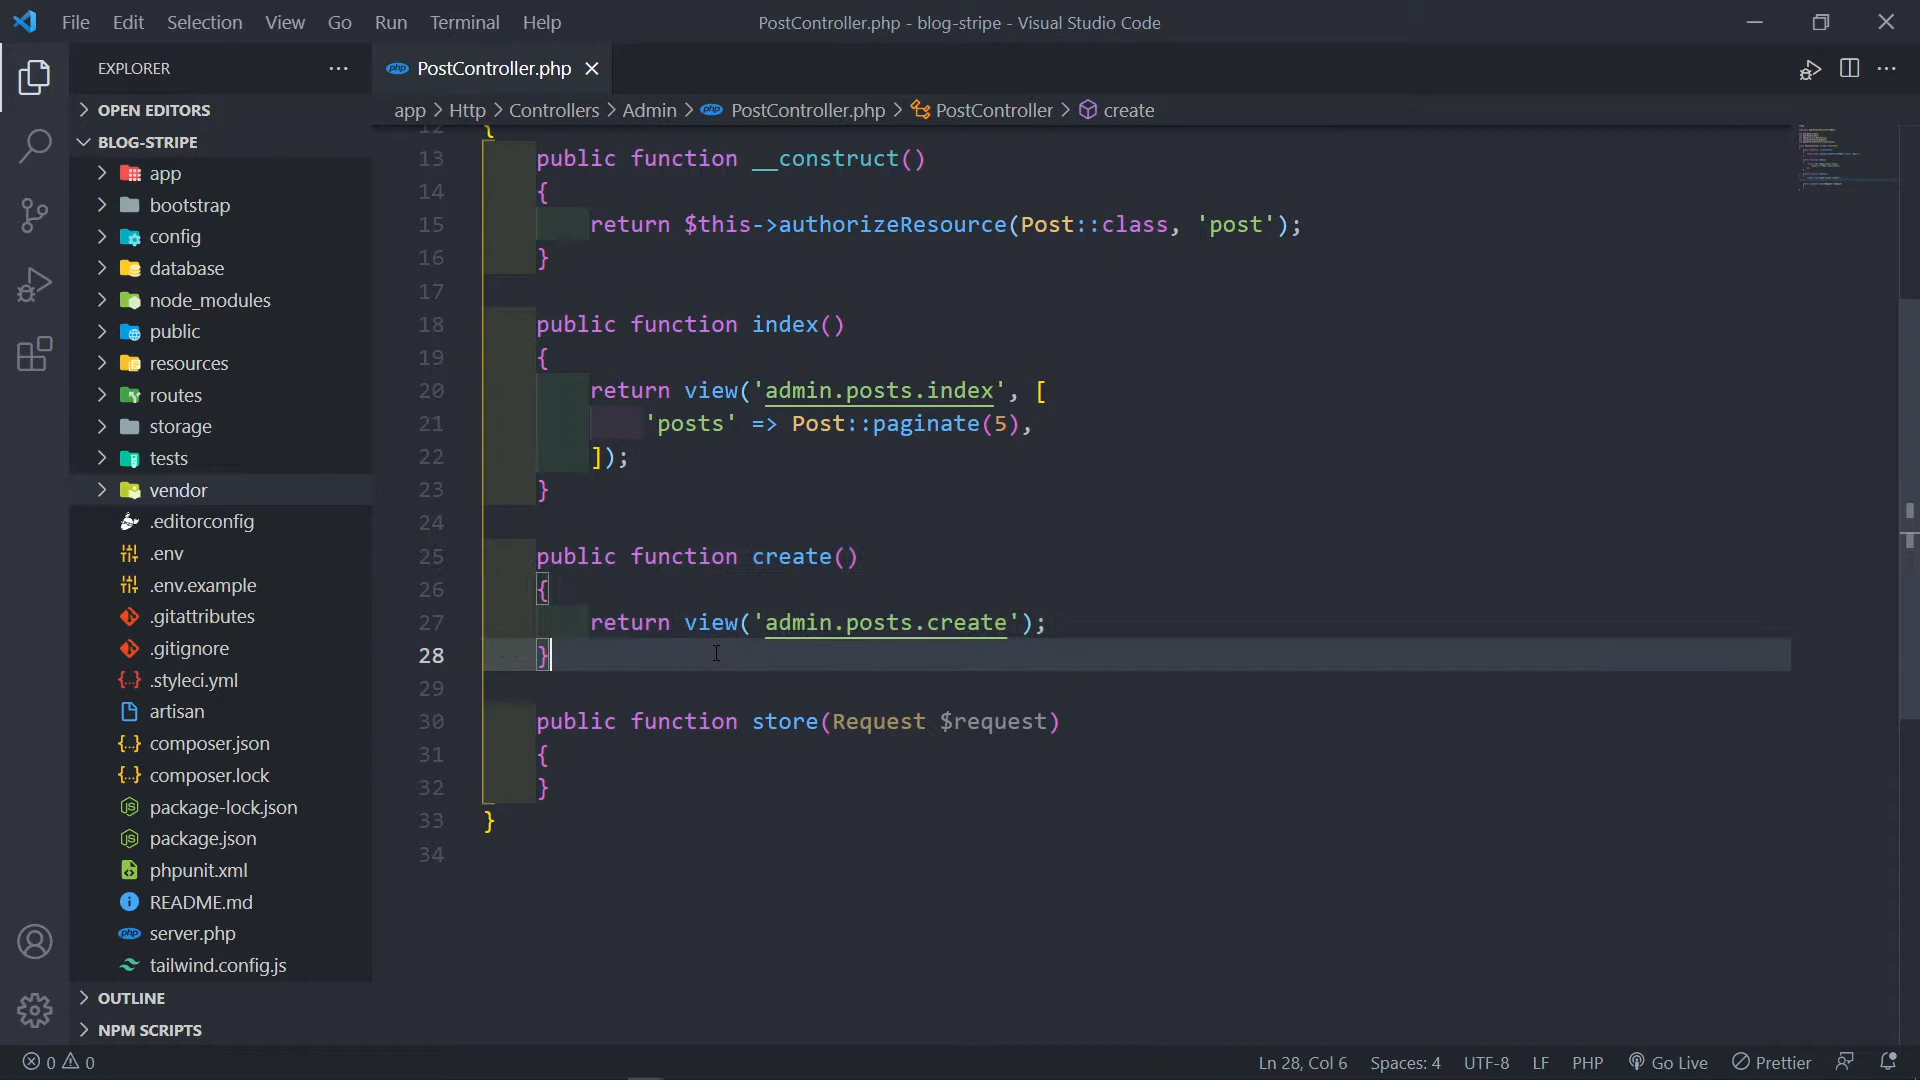 File Edit Selection View Go Run Terminal Help
PostController.php - blog-stripe - Visual Studio Code
EXPLORER
PostController.php
OPEN EDITORS
app > Http > Controllers > Admin > PostController.php > PostController > create
BLOG-STRIPE
app
bootstrap
config
database
node_modules
public
resources
routes
storage
tests
vendor
.editorconfig
.env
.env.example
.gitattributes
.gitignore
.styleci.yml
artisan
composer.json
composer.lock
package-lock.json
package.json
phpunit.xml
README.md
server.php
tailwind.config.js
OUTLINE
NPM SCRIPTS
12 {
13 public function __construct()
14 {
15 return $this->authorizeResource(Post::class, 'post');
16 }
17
18 public function index()
19 {
20 return view('admin.posts.index', [
21 'posts' => Post::paginate(5),
22 ]);
23 }
24
25 public function create()
26 {
27 return view('admin.posts.create');
28 }
29
30 public function store(Request $request)
31 {
32 }
33 }
34
0 0
Ln 28, Col 6 Spaces: 4 UTF-8 LF PHP Go Live Prettier